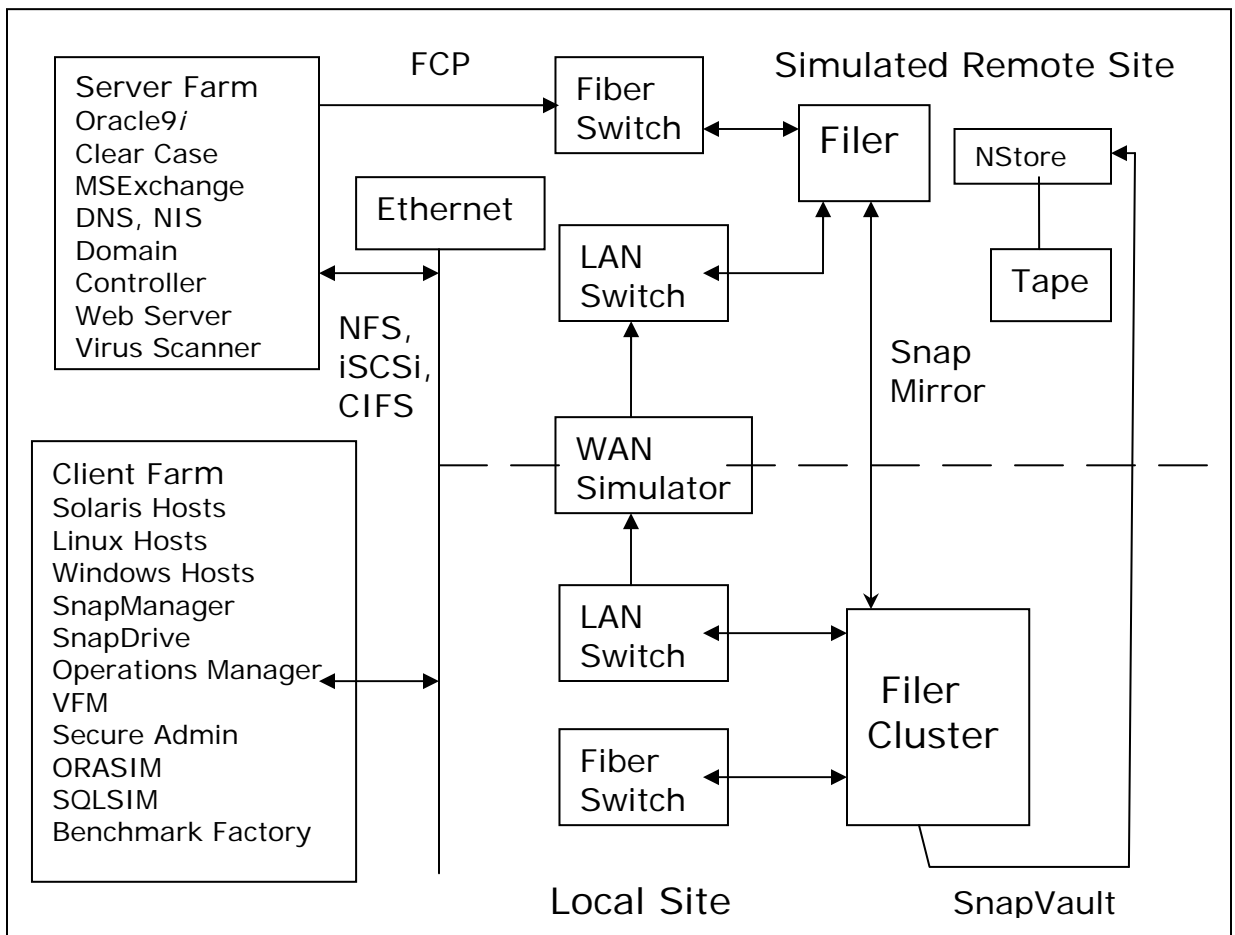 FCP
Simulated Remote Site
Server Farm
Oracle9i
Clear Case
MSExchange
DNS, NIS
Domain
Controller
Web Server
Virus Scanner
Fiber
Switch
Filer
NStore
Tape
Ethernet
LAN
Switch
NFS,
iSCSi,
CIFS
Snap
Mirror
WAN
Simulator
Client Farm
Solaris Hosts
Linux Hosts
Windows Hosts
SnapManager
SnapDrive
Operations Manager
VFM
Secure Admin
ORASIM
SQLSIM
Benchmark Factory
LAN
Switch
Filer
Cluster
Fiber
Switch
Local Site
SnapVault